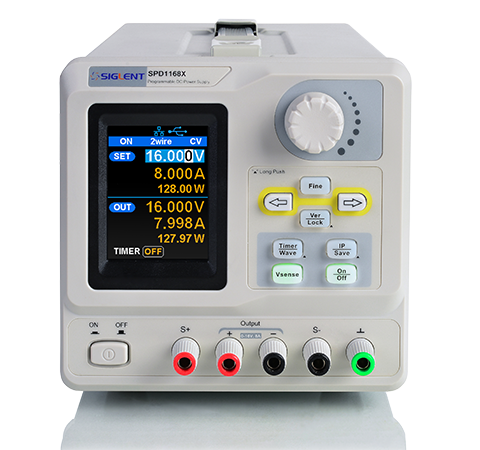 SIGLENT SPD1168X
Programmable DC Power Supply
ON 2wire CV
SET 16.000V
8.000A
128.00W
OUT 16.000V
7.998A
127.97W
TIMER OFF
Long Push
Fine
Ver
Lock
Timer
Wave
IP
Save
Vsense
On
Off
ON OFF
S+ Output S-
+ -